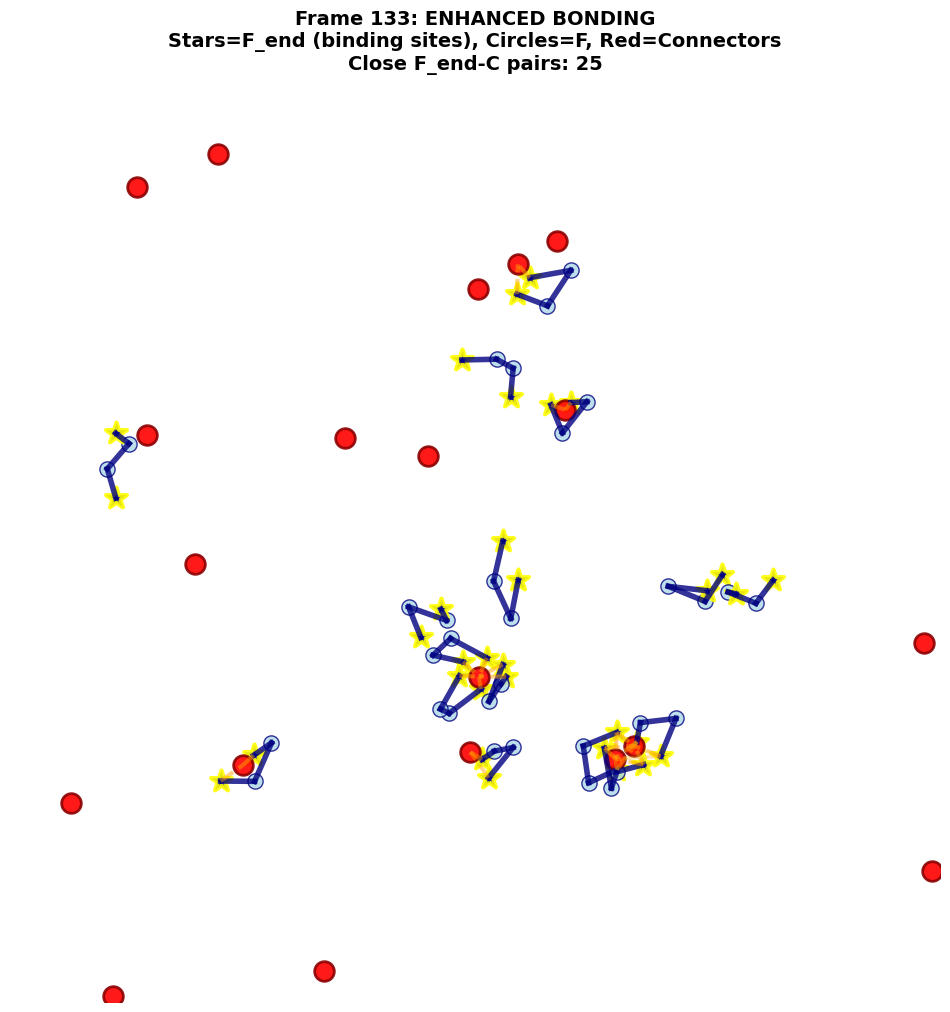 Frame 133: ENHANCED BONDING
Stars=F_end (binding sites), Circles=F, Red=Connectors
Close F_end-C pairs: 25